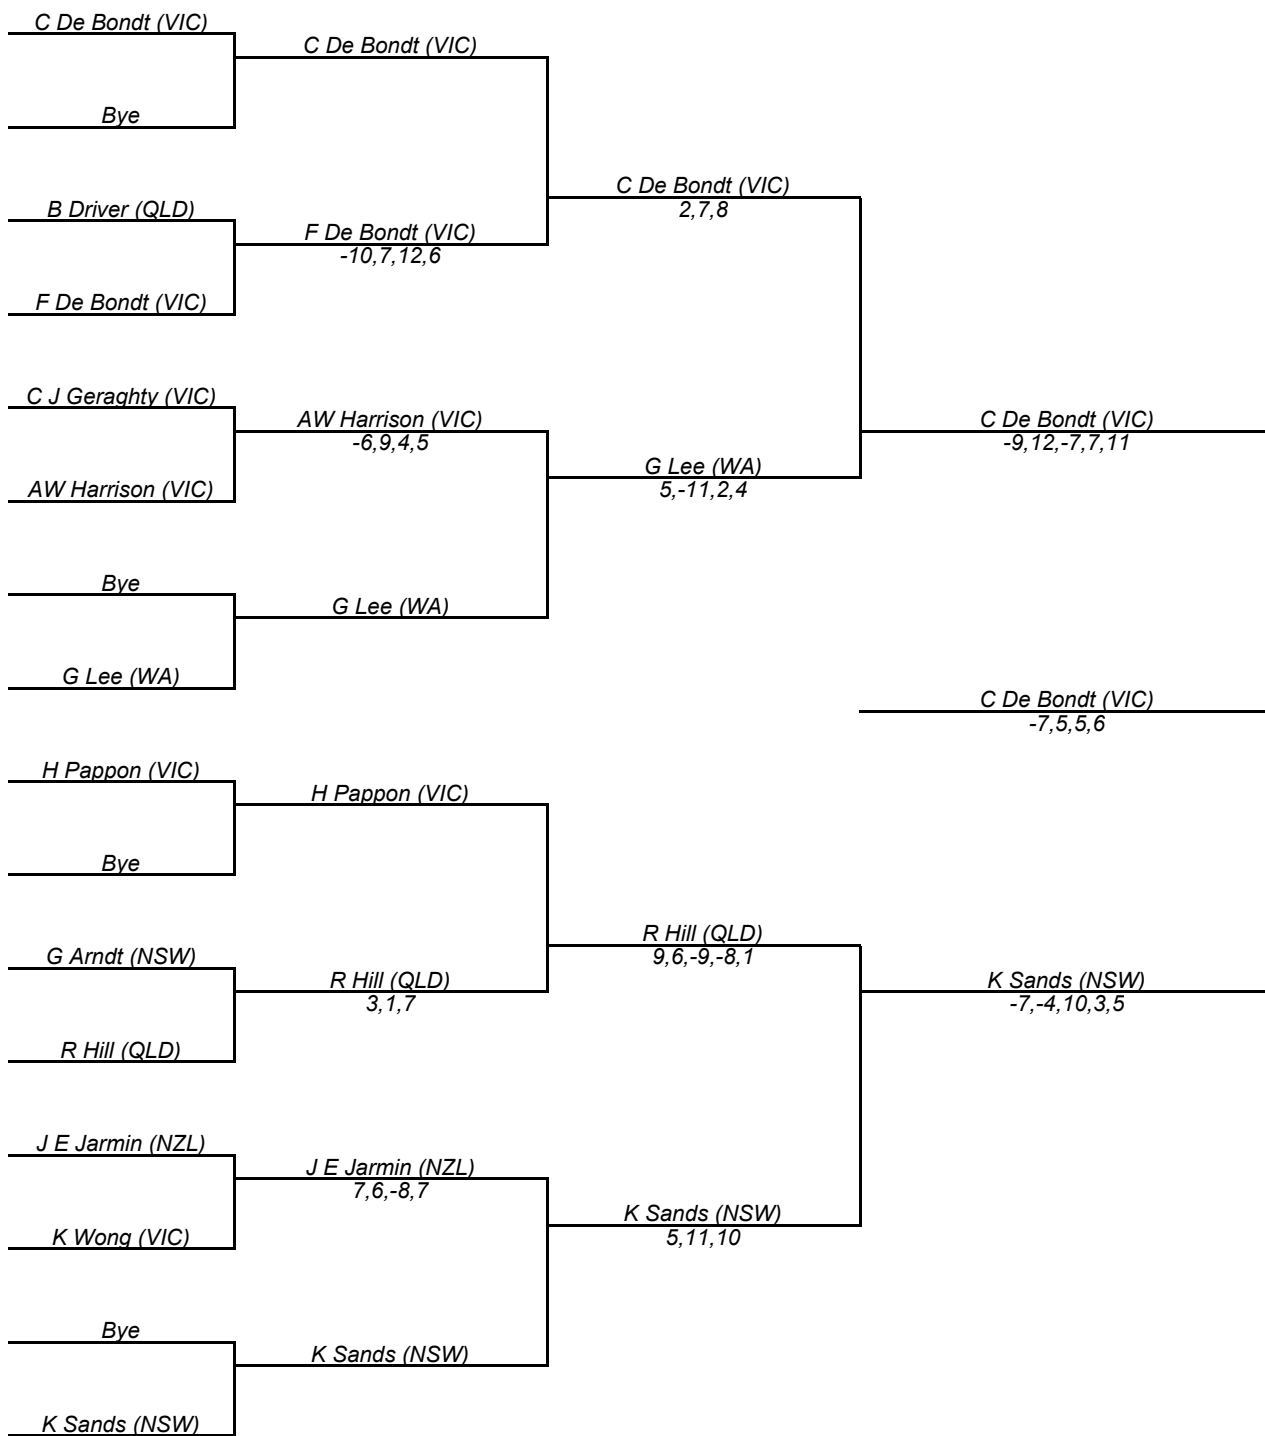 C De Bondt (VIC)
C De Bondt (VIC)
Bye
C De Bondt (VIC)
2,7,8
B Driver (QLD)
F De Bondt (VIC)
-10,7,12,6
F De Bondt (VIC)
C J Geraghty (VIC)
AW Harrison (VIC)
-6,9,4,5
C De Bondt (VIC)
-9,12,-7,7,11
G Lee (WA)
5,-11,2,4
AW Harrison (VIC)
Bye
G Lee (WA)
G Lee (WA)
C De Bondt (VIC)
-7,5,5,6
H Pappon (VIC)
H Pappon (VIC)
Bye
R Hill (QLD)
9,6,-9,-8,1
G Arndt (NSW)
R Hill (QLD)
3,1,7
K Sands (NSW)
-7,-4,10,3,5
R Hill (QLD)
J E Jarmin (NZL)
J E Jarmin (NZL)
7,6,-8,7
K Sands (NSW)
5,11,10
K Wong (VIC)
Bye
K Sands (NSW)
K Sands (NSW)